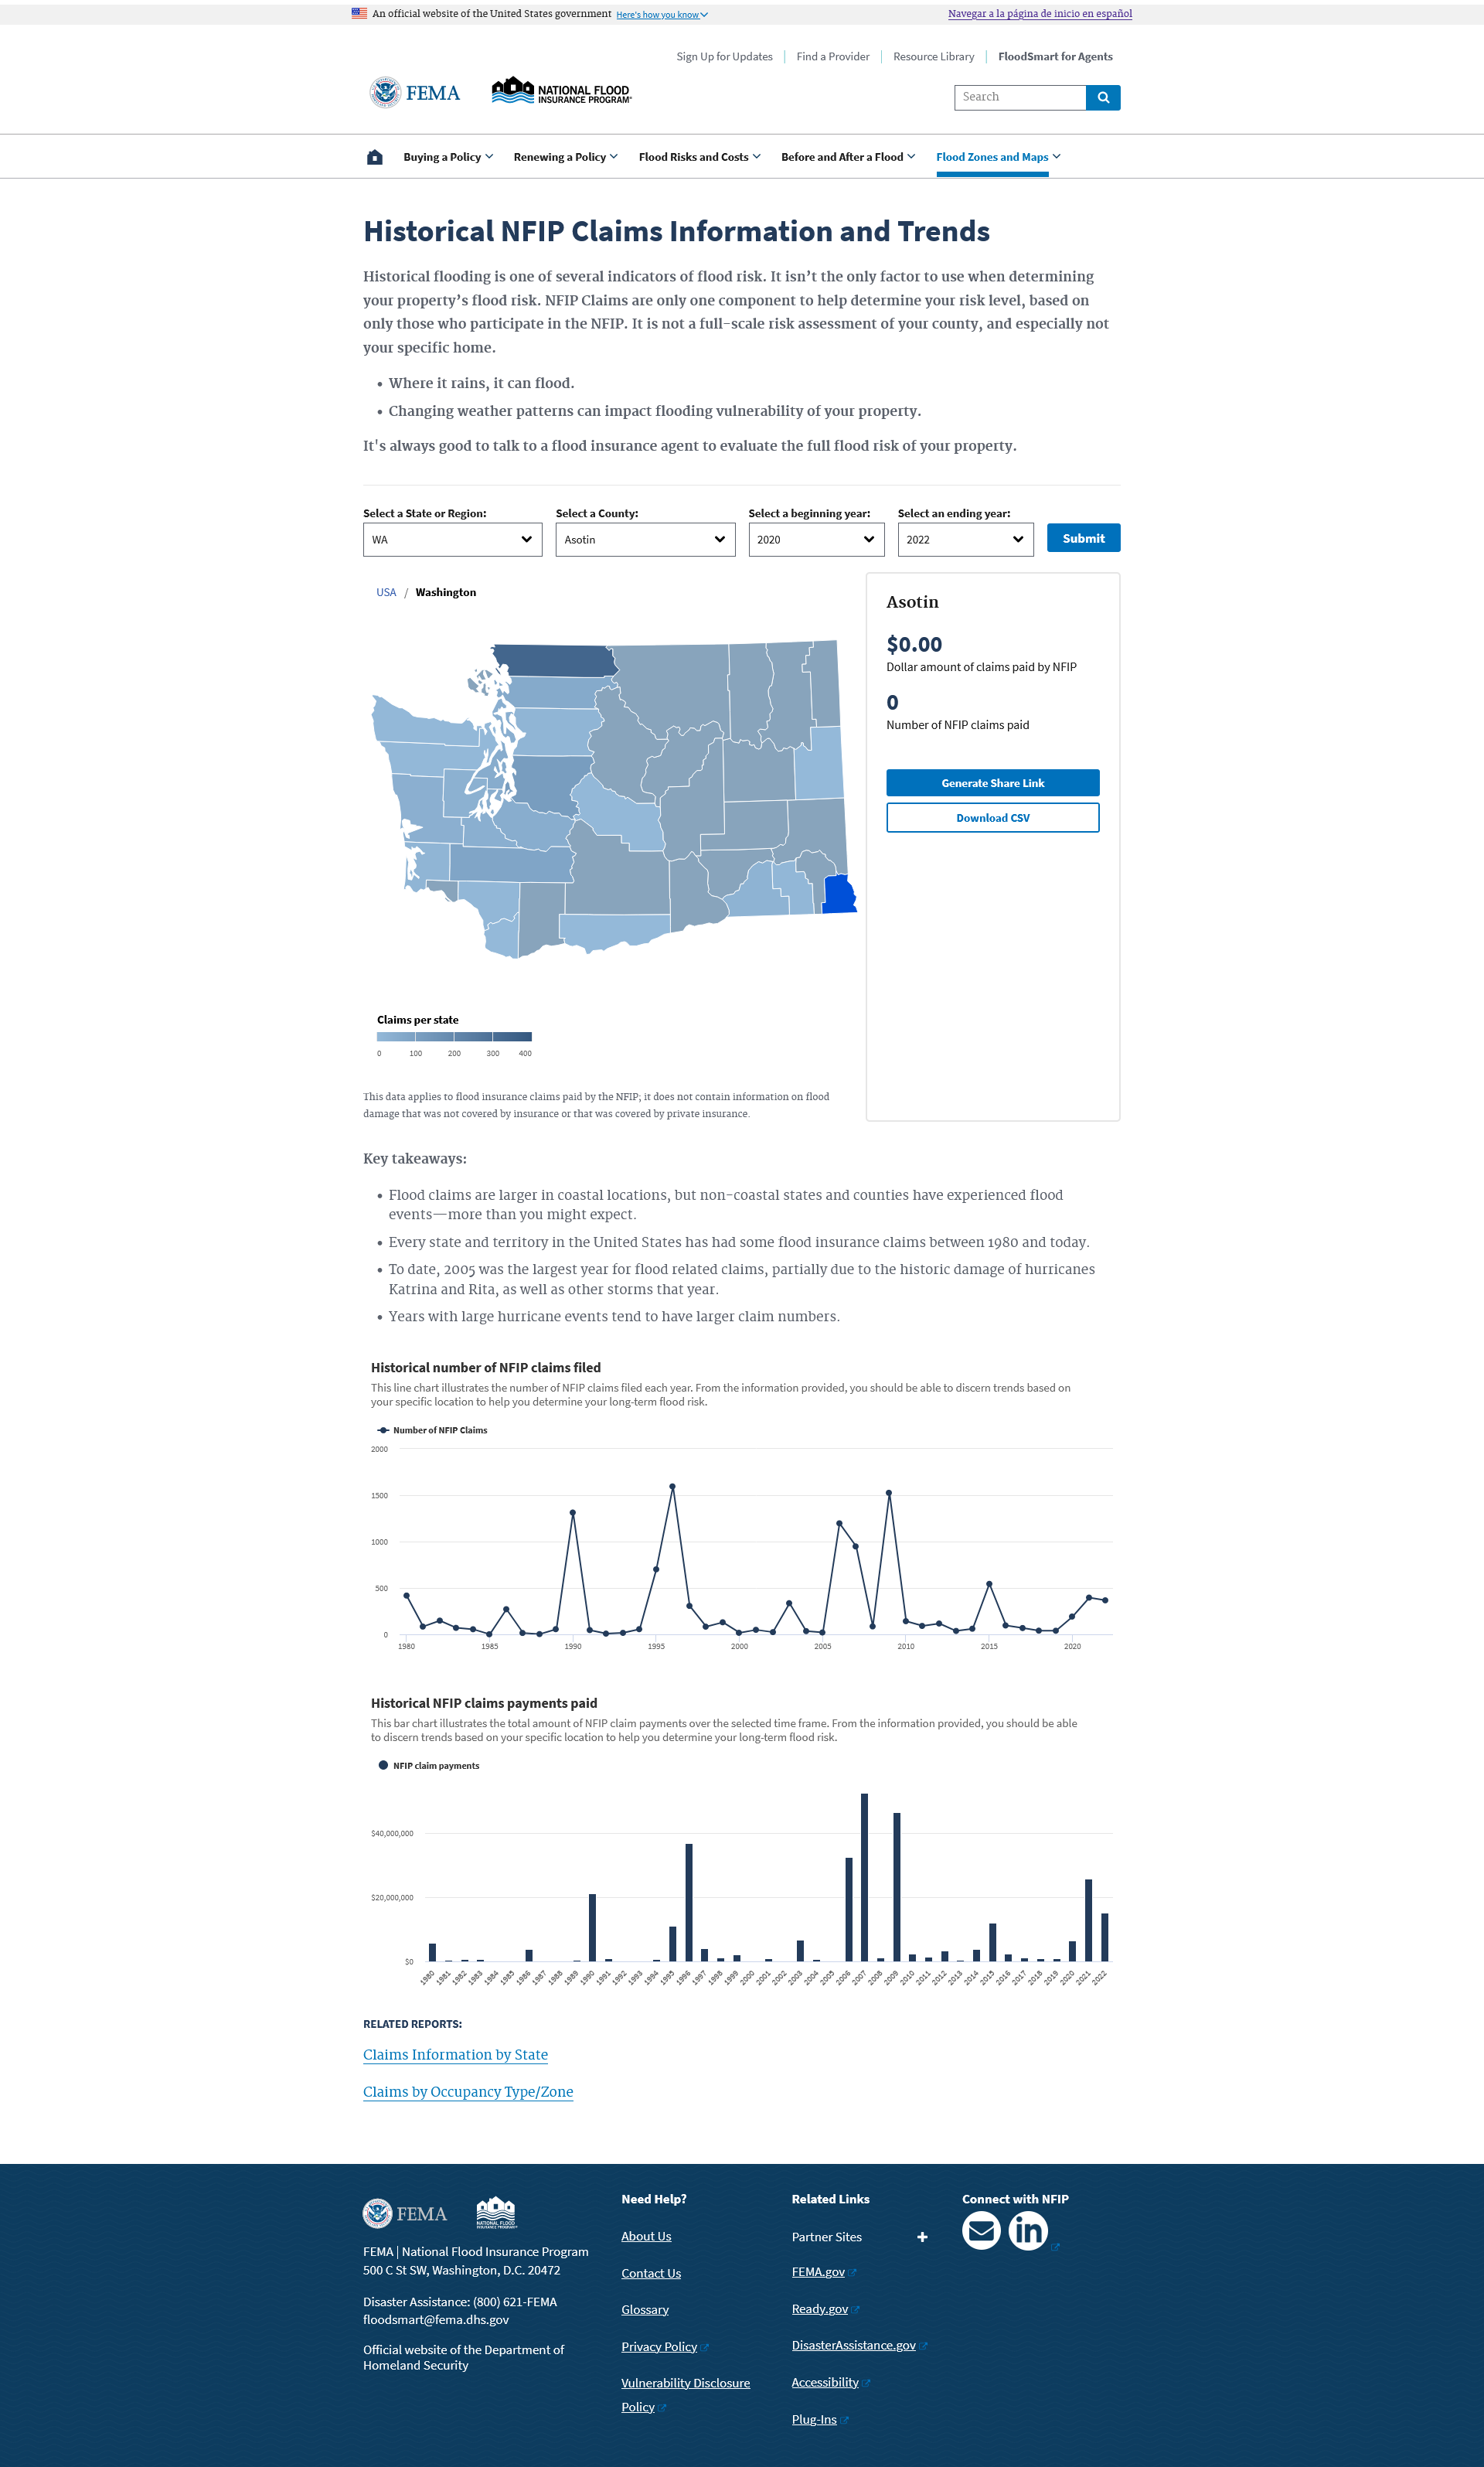 An official website of the United States government Here's how you know
Navegar a la página de inicio en español
Sign Up for Updates
Find a Provider
Resource Library
FloodSmart for Agents
FEMA
NATIONAL FLOOD
INSURANCE PROGRAM®
Search
Buying a Policy
Renewing a Policy
Flood Risks and Costs
Before and After a Flood
Flood Zones and Maps
Historical NFIP Claims Information and Trends
Historical flooding is one of several indicators of flood risk. It isn’t the only factor to use when determining
your property’s flood risk. NFIP Claims are only one component to help determine your risk level, based on
only those who participate in the NFIP. It is not a full-scale risk assessment of your county, and especially not
your specific home.
• Where it rains, it can flood.
• Changing weather patterns can impact flooding vulnerability of your property.
It's always good to talk to a flood insurance agent to evaluate the full flood risk of your property.
Select a State or Region:
WA
Select a County:
Asotin
Select a beginning year:
2020
Select an ending year:
2022
Submit
USA / Washington
Asotin
$0.00
Dollar amount of claims paid by NFIP
0
Number of NFIP claims paid
Generate Share Link
Download CSV
Claims per state
0 100 200 300 400
This data applies to flood insurance claims paid by the NFIP; it does not contain information on flood
damage that was not covered by insurance or that was covered by private insurance.
Key takeaways:
• Flood claims are larger in coastal locations, but non-coastal states and counties have experienced flood
events—more than you might expect.
• Every state and territory in the United States has had some flood insurance claims between 1980 and today.
• To date, 2005 was the largest year for flood related claims, partially due to the historic damage of hurricanes
Katrina and Rita, as well as other storms that year.
• Years with large hurricane events tend to have larger claim numbers.
Historical number of NFIP claims filed
This line chart illustrates the number of NFIP claims filed each year. From the information provided, you should be able to discern trends based on
your specific location to help you determine your long-term flood risk.
Number of NFIP Claims
2000
1500
1000
500
0
1980 1985 1990 1995 2000 2005 2010 2015 2020
Historical NFIP claims payments paid
This bar chart illustrates the total amount of NFIP claim payments over the selected time frame. From the information provided, you should be able
to discern trends based on your specific location to help you determine your long-term flood risk.
NFIP claim payments
$40,000,000
$20,000,000
$0
1980 1981 1982 1983 1984 1985 1986 1987 1988 1989 1990 1991 1992 1993 1994 1995 1996 1997 1998 1999 2000 2001 2002 2003 2004 2005 2006 2007 2008 2009 2010 2011 2012 2013 2014 2015 2016 2017 2018 2019 2020 2021 2022
RELATED REPORTS:
Claims Information by State
Claims by Occupancy Type/Zone
FEMA
NATIONAL FLOOD
INSURANCE PROGRAM®
FEMA | National Flood Insurance Program
500 C St SW, Washington, D.C. 20472
Disaster Assistance: (800) 621-FEMA
floodsmart@fema.dhs.gov
Official website of the Department of
Homeland Security
Need Help?
About Us
Contact Us
Glossary
Privacy Policy
Vulnerability Disclosure
Policy
Related Links
Partner Sites
FEMA.gov
Ready.gov
DisasterAssistance.gov
Accessibility
Plug-Ins
Connect with NFIP
in